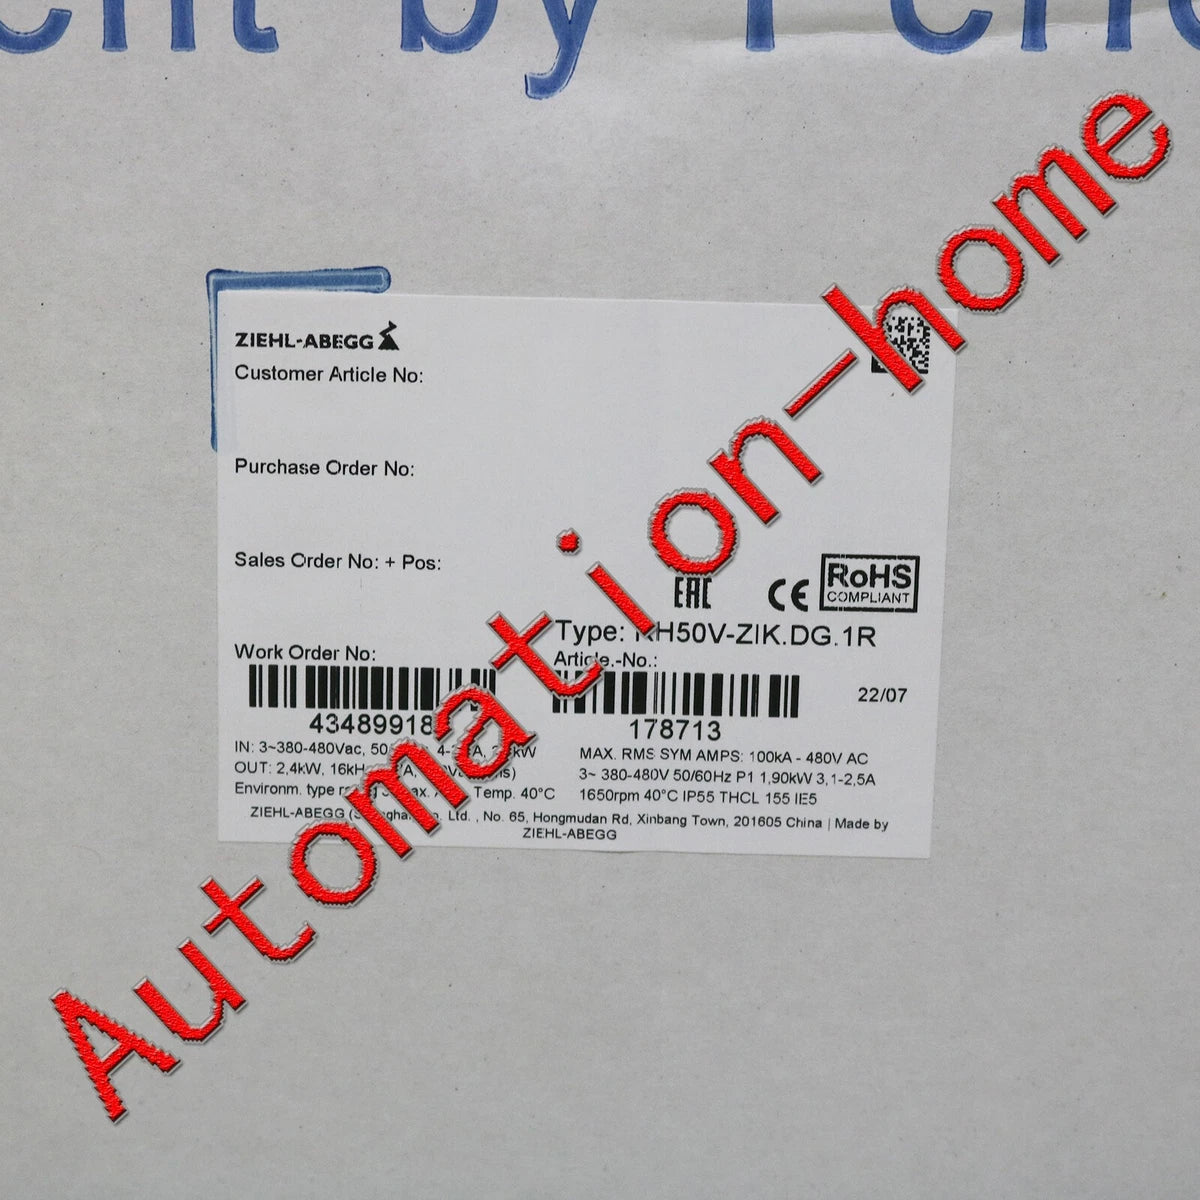 by
ZIEHL-ABEGG
Customer Article No:
Purchase Order No:
Sales Order No: + Pos:
EAC
CE
RoHS
COMPLIANT
Type: RH50V-ZIK.DG.1R
Work Order No:
Article.-No.:
22/07
43489918
178713
IN: 3~380-480Vac, 50
OUT: 2,4kW,
Environm. type Temp. 40°C
MAX. RMS SYM AMPS: 100kA - 480V AC
3~ 380-480V 50/60Hz P1 1,90kW 3,1-2,5A
1650rpm 40°C IP55 THCL 155 IE5
ZIEHL-ABEGG Ltd. , No. 65, Hongmudan Rd, Xinbang Town, 201605 China | Made by
ZIEHL-ABEGG
Automation-home